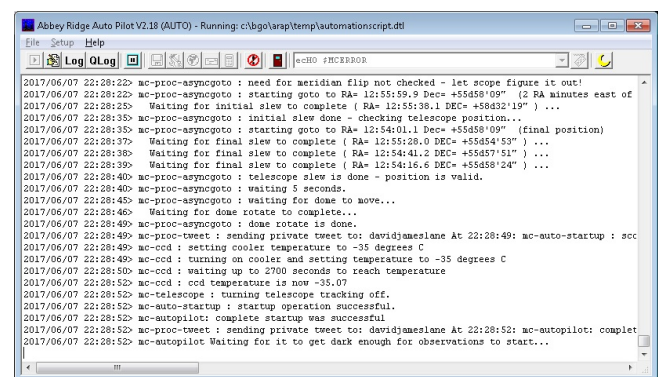 Abbey Ridge Auto Pilot V2.18 (AUTO) - Running: c:\bgo\arap\temp\automationscript.dtl
File Setup Help
Log QLog ecHO $MCERROR
2017/06/07 22:28:22> mc-proc-asyncgoto : need for meridian flip not checked - let scope figure it out!
2017/06/07 22:28:22> mc-proc-asyncgoto : starting goto to RA= 12:55:59.9 Dec= +55d58'09" (2 RA minutes east of
2017/06/07 22:28:25> Waiting for initial slew to complete ( RA= 12:55:38.1 DEC= +58d32'19" ) ...
2017/06/07 22:28:35> mc-proc-asyncgoto : initial slew done - checking telescope position...
2017/06/07 22:28:35> mc-proc-asyncgoto : starting goto to RA= 12:54:01.1 Dec= +55d58'09" (final position)
2017/06/07 22:28:37> Waiting for final slew to complete ( RA= 12:55:28.0 DEC= +55d54'53" ) ...
2017/06/07 22:28:38> Waiting for final slew to complete ( RA= 12:54:41.2 DEC= +55d57'51" ) ...
2017/06/07 22:28:39> Waiting for final slew to complete ( RA= 12:54:16.6 DEC= +55d58'24" ) ...
2017/06/07 22:28:40> mc-proc-asyncgoto : telescope slew is done - position is valid.
2017/06/07 22:28:40> mc-proc-asyncgoto : waiting 5 seconds.
2017/06/07 22:28:45> mc-proc-asyncgoto : waiting for dome to move...
2017/06/07 22:28:46> Waiting for dome rotate to complete...
2017/06/07 22:28:49> mc-proc-asyncgoto : dome rotate is done.
2017/06/07 22:28:49> mc-proc-tweet : sending private tweet to: davidjameslane At 22:28:49: mc-auto-startup : sco
2017/06/07 22:28:49> mc-ccd : setting cooler temperature to -35 degrees C
2017/06/07 22:28:49> mc-ccd : turning on cooler and setting temperature to -35 degrees C
2017/06/07 22:28:50> mc-ccd : waiting up to 2700 seconds to reach temperature
2017/06/07 22:28:52> mc-ccd : ccd temperature is now -35.07
2017/06/07 22:28:52> mc-telescope : turning telescope tracking off.
2017/06/07 22:28:52> mc-auto-startup : startup operation successful.
2017/06/07 22:28:52> mc-autopilot: complete startup was successful
2017/06/07 22:28:52> mc-proc-tweet : sending private tweet to: davidjameslane At 22:28:52: mc-autopilot: complet
2017/06/07 22:28:52> mc-autopilot Waiting for it to get dark enough for observations to start...